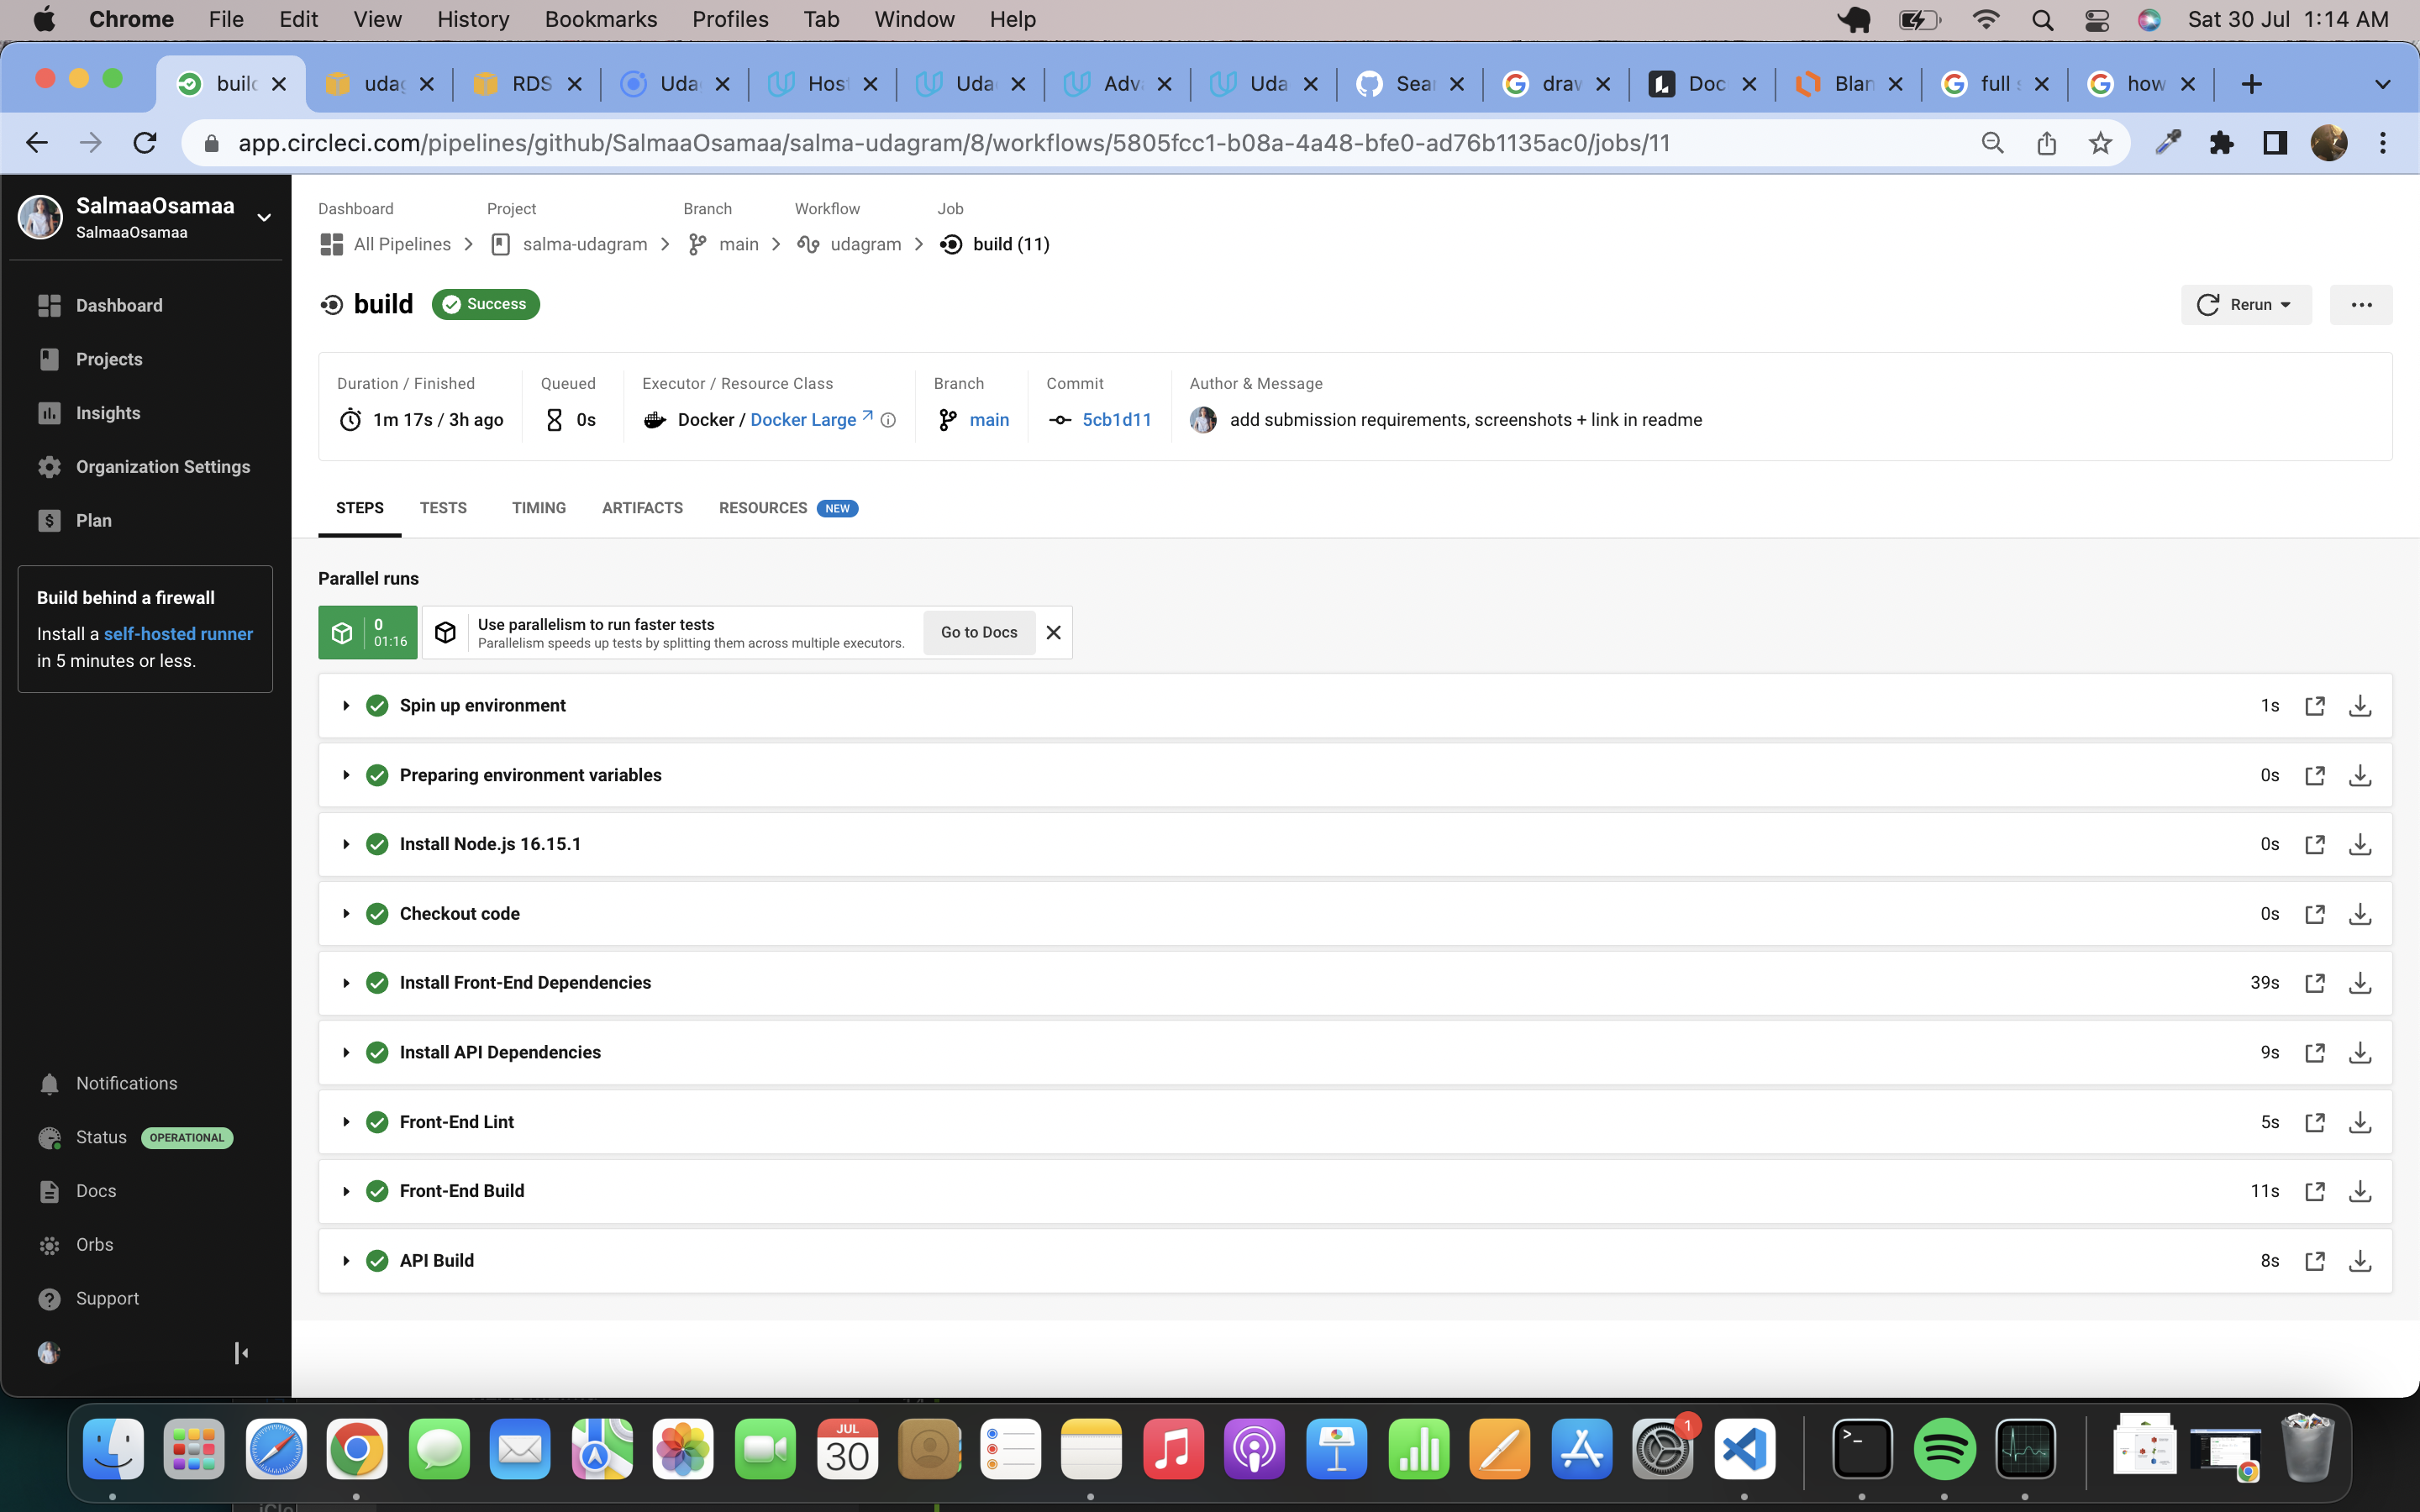 Chrome File Edit View History Bookmarks Profiles Tab Window Help Sat 30 Jul 1:14 AM
build udag RDS Uda Host Uda Adv Uda Sear draw Doc Blan full s how
app.circleci.com/pipelines/github/SalmaaOsamaa/salma-udagram/8/workflows/5805fcc1-b08a-4a48-bfe0-ad76b1135ac0/jobs/11
SalmaaOsamaa
SalmaaOsamaa
Dashboard
Projects
Insights
Organization Settings
Plan
Build behind a firewall
Install a self-hosted runner
in 5 minutes or less.
Notifications
Status OPERATIONAL
Docs
Orbs
Support
Dashboard Project Branch Workflow Job
All Pipelines salma-udagram main udagram build (11)
build Success
Rerun
Duration / Finished Queued Executor / Resource Class Branch Commit Author & Message
1m 17s / 3h ago 0s Docker / Docker Large main 5cb1d11 add submission requirements, screenshots + link in readme
STEPS TESTS TIMING ARTIFACTS RESOURCES NEW
Parallel runs
0
01:16
Use parallelism to run faster tests
Parallelism speeds up tests by splitting them across multiple executors.
Go to Docs
Spin up environment 1s
Preparing environment variables 0s
Install Node.js 16.15.1 0s
Checkout code 0s
Install Front-End Dependencies 39s
Install API Dependencies 9s
Front-End Lint 5s
Front-End Build 11s
API Build 8s
JUL
30
1